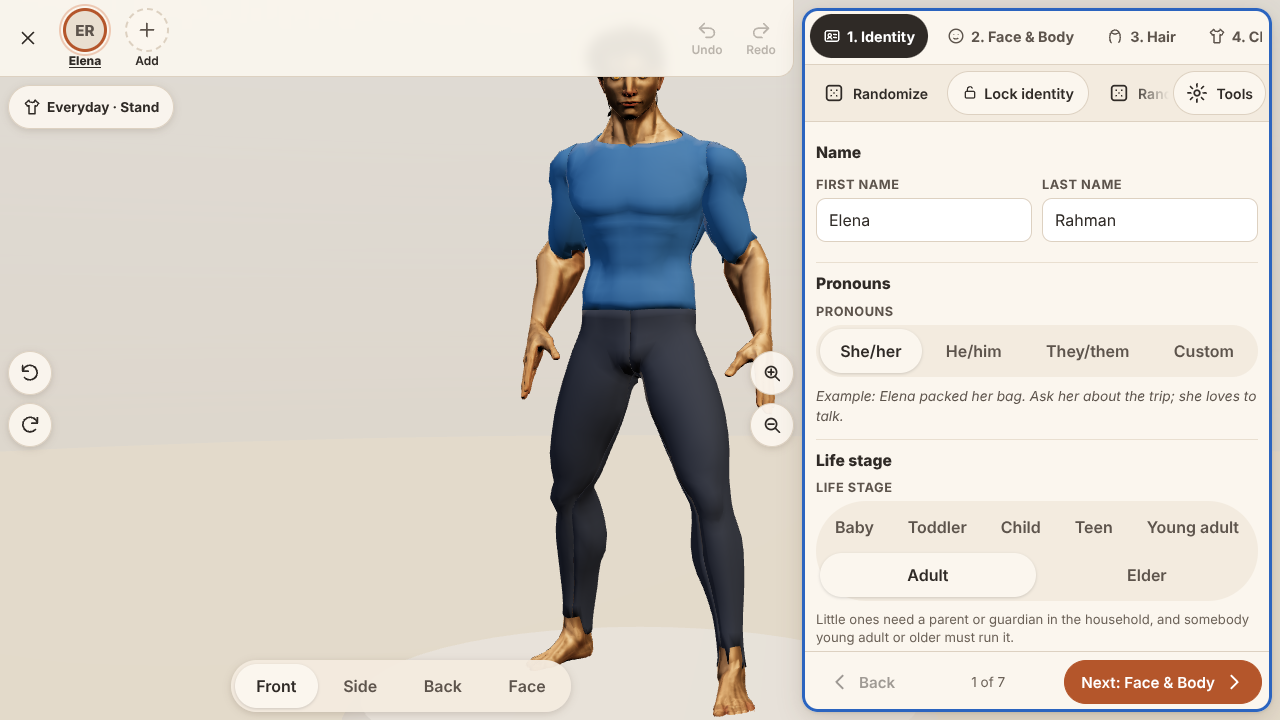 ER
Elena
Add
Undo
Redo
Everyday · Stand
Front
Side
Back
Face
1. Identity
2. Face & Body
3. Hair
4. Cl
Randomize
Lock identity
Ran
Tools
Name
FIRST NAME
LAST NAME
Elena
Rahman
Pronouns
PRONOUNS
She/her
He/him
They/them
Custom
Example: Elena packed her bag. Ask her about the trip; she loves to
talk.
Life stage
LIFE STAGE
Baby
Toddler
Child
Teen
Young adult
Adult
Elder
Little ones need a parent or guardian in the household, and somebody
young adult or older must run it.
Back
1 of 7
Next: Face & Body